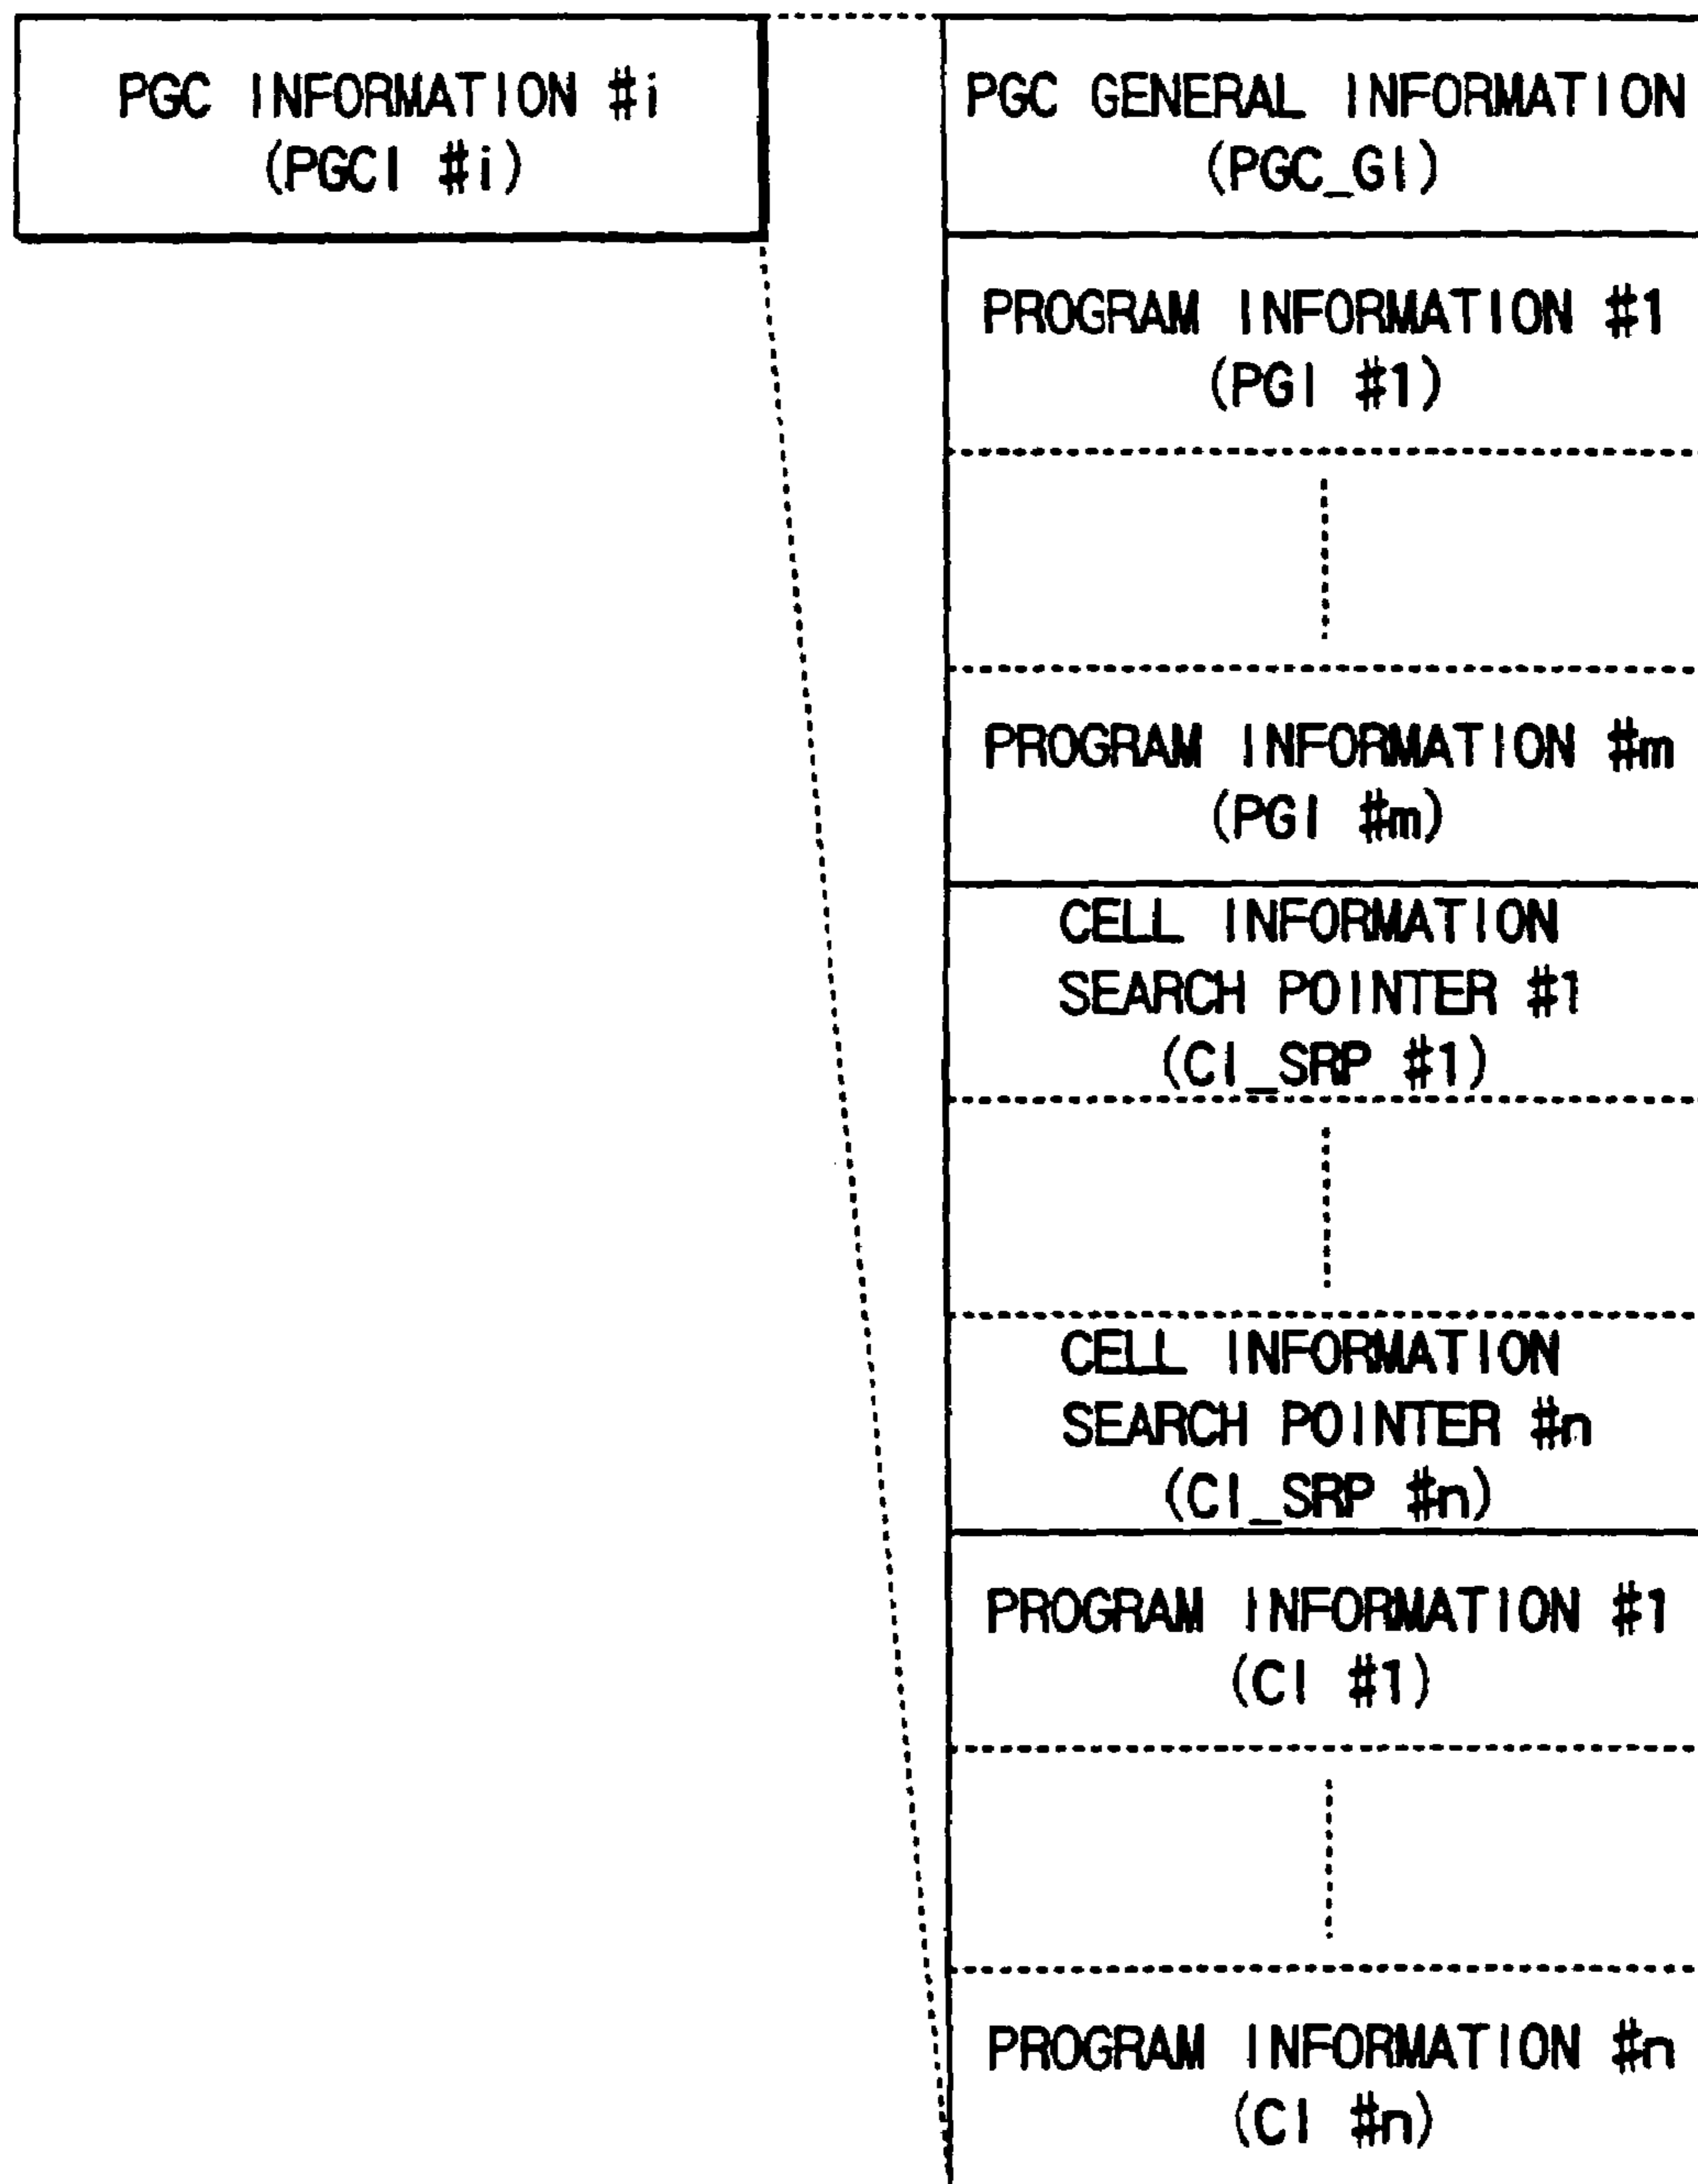 PGC INFORMATION #i
(PGCI #i)
PGC GENERAL INFORMATION
(PGC_GI)
PROGRAM INFORMATION #1
(PGI #1)
PROGRAM INFORMATION #m
(PGI #m)
CELL INFORMATION
SEARCH POINTER #1
(CI_SRP #1)
CELL INFORMATION
SEARCH POINTER #n
(CI_SRP #n)
PROGRAM INFORMATION #1
(CI #1)
PROGRAM INFORMATION #n
(CI #n)